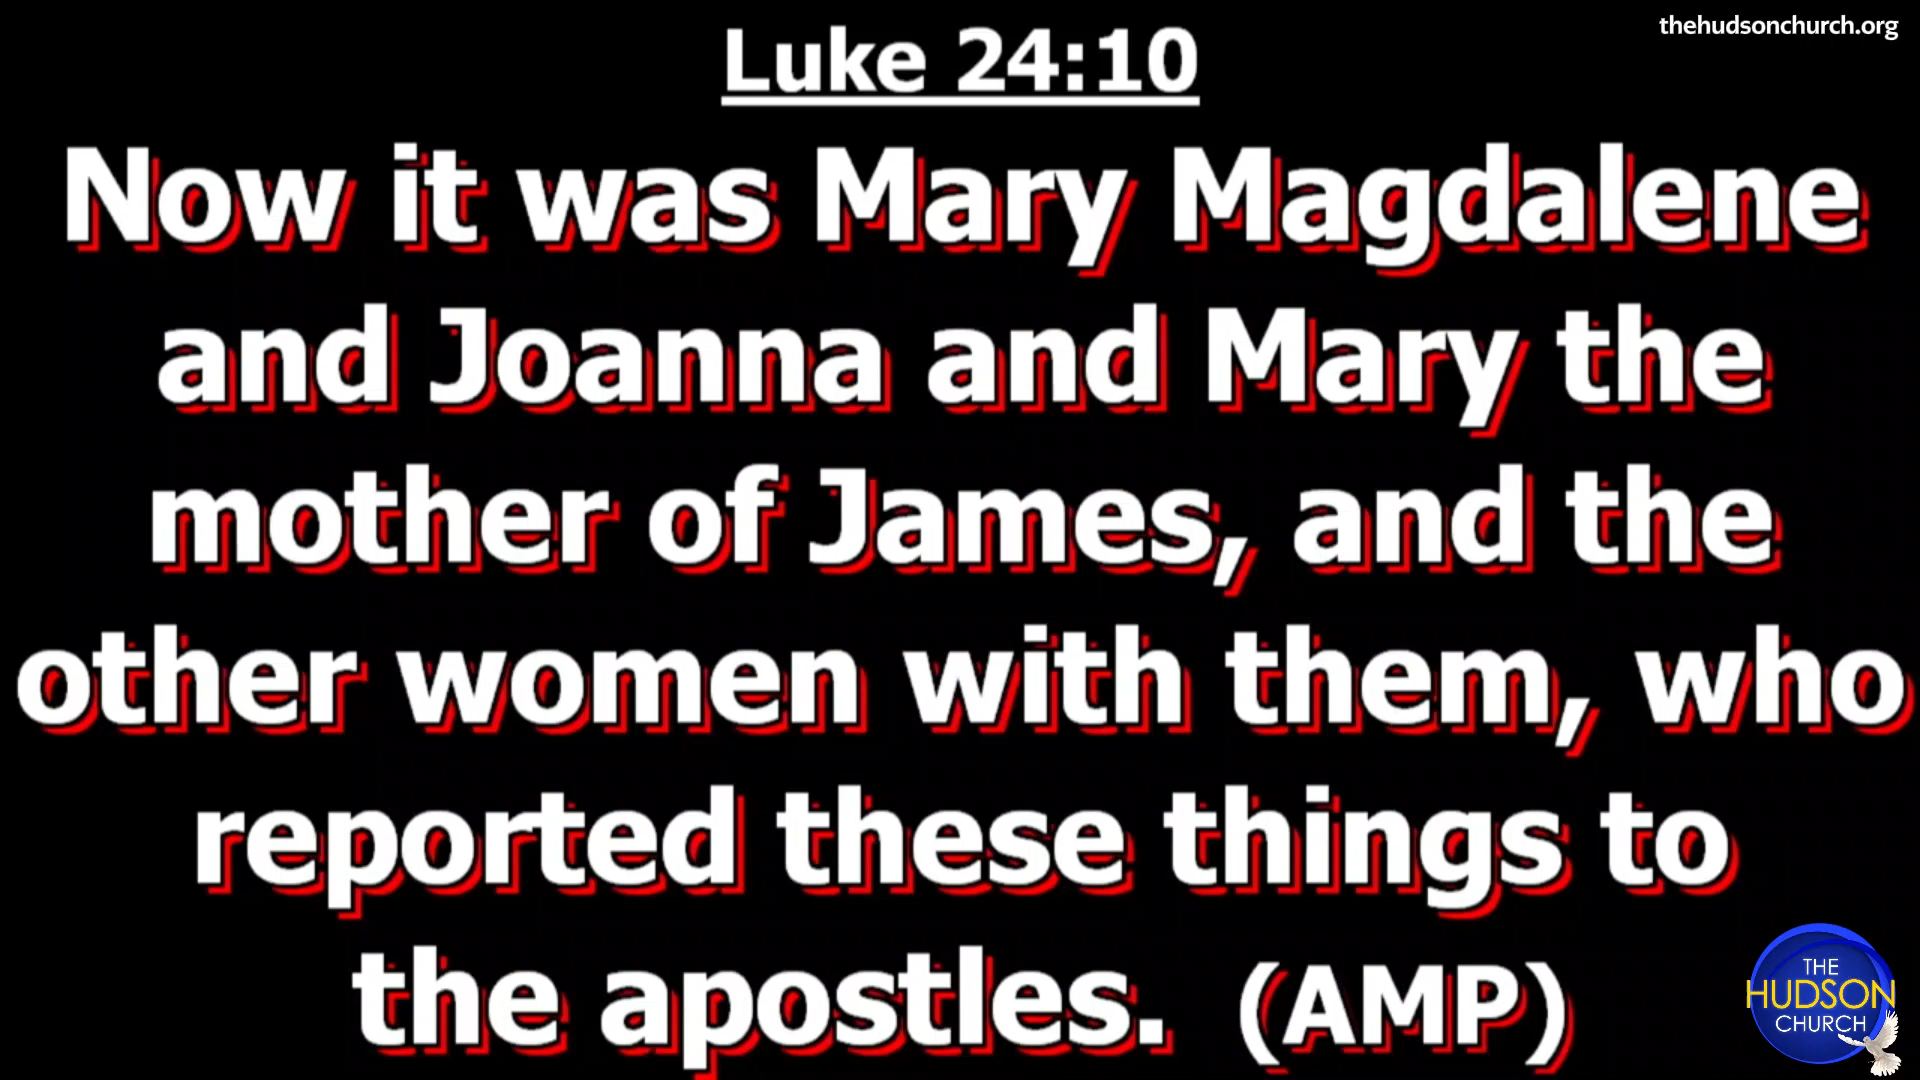 thehudsonchurch.org
Luke 24:10
Now it was Mary Magdalene
and Joanna and Mary the
mother of James, and the
other women with them, who
reported these things to
the apostles. (AMP)
THE
HUDSON
CHURCH